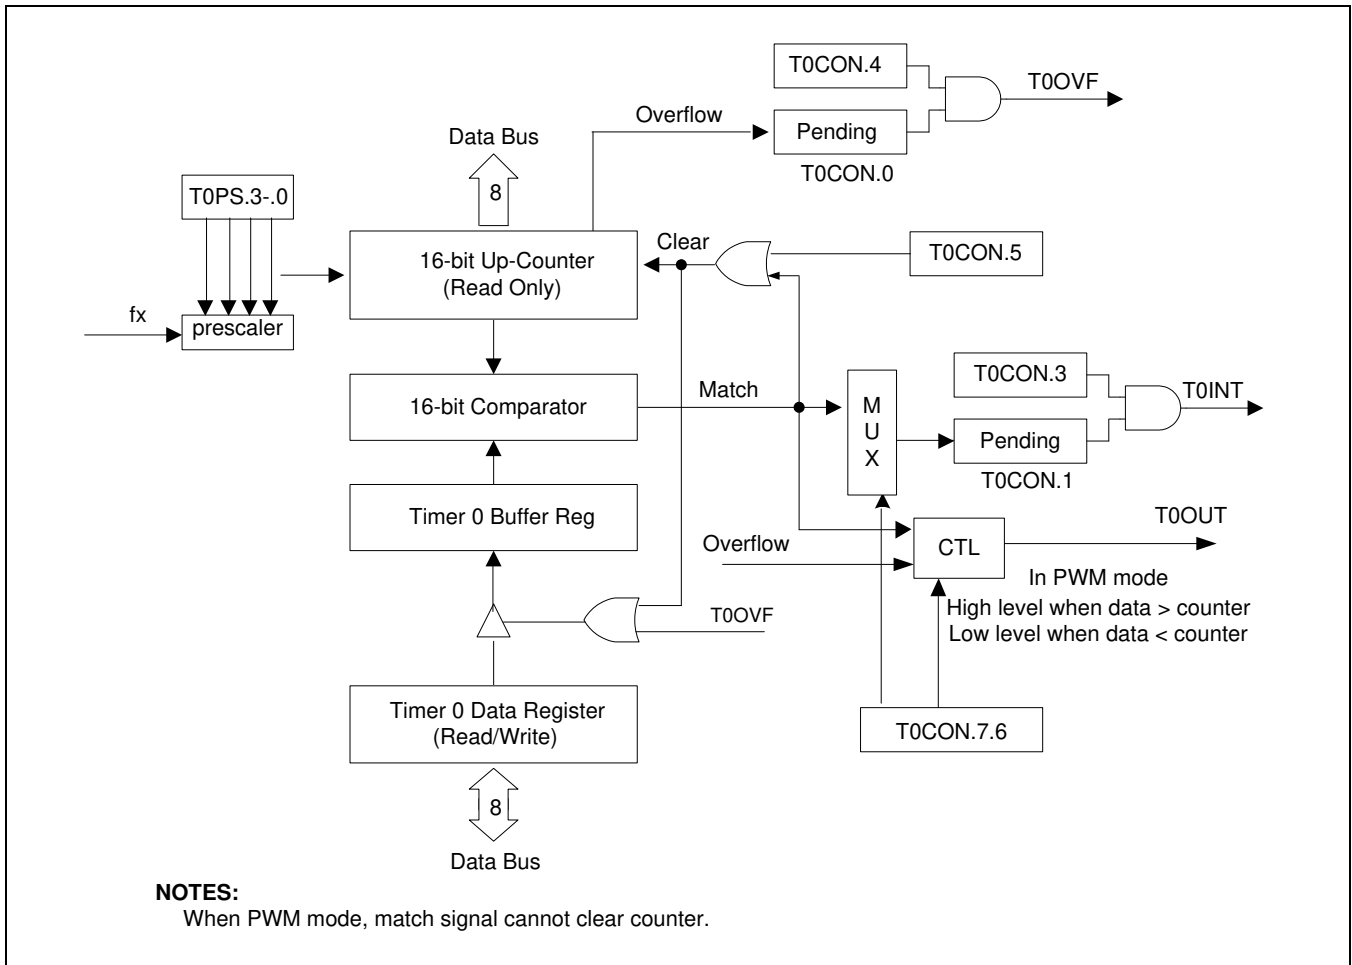 T0CON.4
T0OVF
Overflow
Pending
T0CON.0
Data Bus
8
T0PS.3-.0
16-bit Up-Counter
(Read Only)
Clear
T0CON.5
fx
prescaler
16-bit Comparator
Match
M
U
X
T0CON.3
T0INT
Pending
T0CON.1
Timer 0 Buffer Reg
Overflow
CTL
T0OUT
In PWM mode
High level when data > counter
Low level when data < counter
T0OVF
Timer 0 Data Register
(Read/Write)
T0CON.7.6
8
Data Bus
NOTES:
When PWM mode, match signal cannot clear counter.